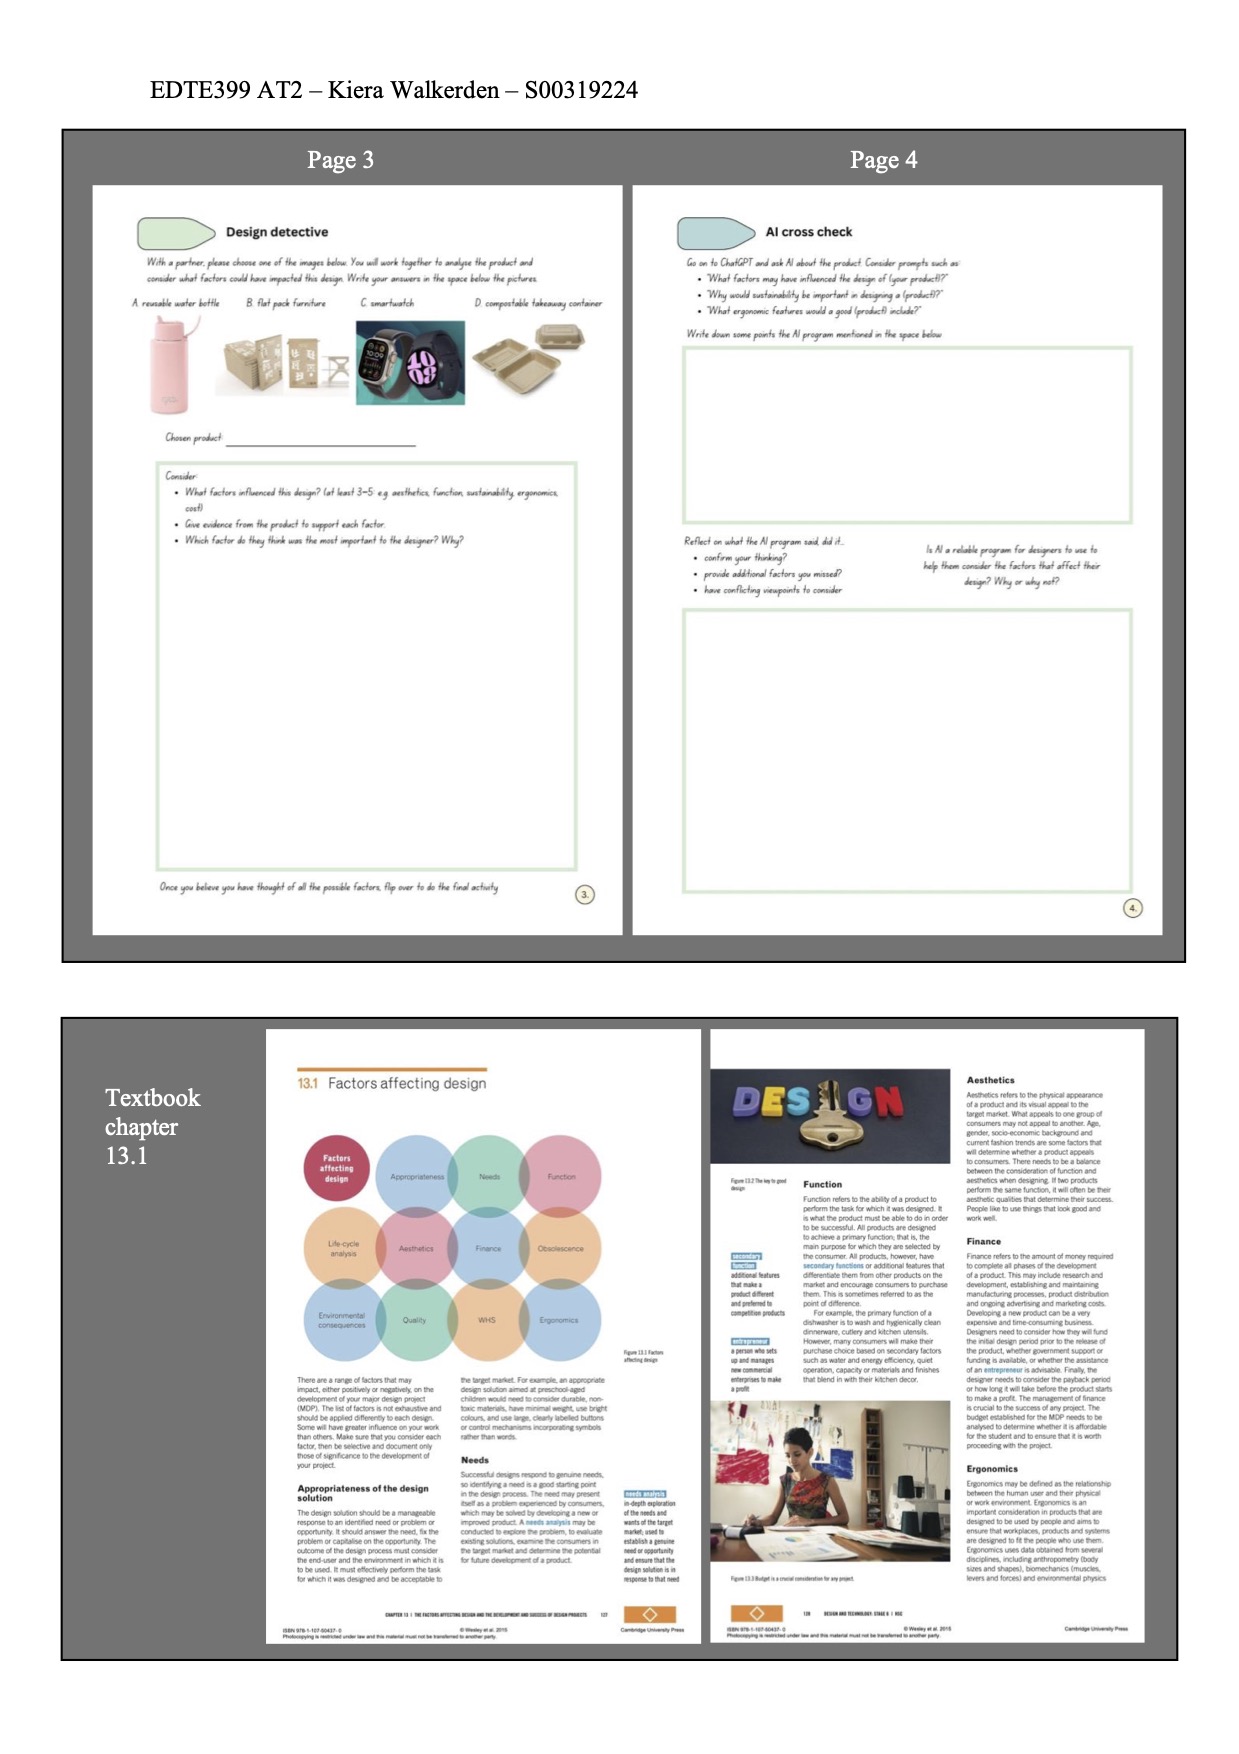 EDTE399 AT2 – Kiera Walkerden – S00319224
Page 3
Design detective
With a partner, please choose one of the images below. You will work together to analyse the product and
consider what factors could have impacted this design. Write your answers in the space below the pictures.
A. reusable water bottle
B. flat pack furniture
C. smartwatch
D. compostable takeaway container
Chosen product:
Consider:
• What factors influenced this design? (at least 3-5: e.g. aesthetics, function, sustainability, ergonomics,
cost)
• Give evidence from the product to support each factor.
• Which factor do they think was the most important to the designer? Why?
Once you believe you have thought of all the possible factors, flip over to do the final activity
3.
Page 4
AI cross check
Go on to ChatGPT and ask AI about the product. Consider prompts such as:
• "What factors may have influenced the design of (your product)?"
• "Why would sustainability be important in designing a (product)?"
• "What ergonomic features would a good (product) include?"
Write down some points the AI program mentioned in the space below
Reflect on what the AI program said, did it...
• confirm your thinking?
• provide additional factors you missed?
• have conflicting viewpoints to consider
Is AI a reliable program for designers to use to
help them consider the factors that affect their
design? Why or why not?
4.
Textbook
chapter
13.1
13.1 Factors affecting design
Factors
affecting
design
Appropriateness
Needs
Function
Life-cycle
analysis
Aesthetics
Finance
Obsolescence
Environmental
consequences
Quality
WHS
Ergonomics
Figure 13.1 Factors
affecting design
There are a range of factors that may
impact, either positively or negatively, on the
development of your major design project
(MDP). The list of factors is not exhaustive and
should be applied differently to each design.
Some will have greater influence on your work
than others. Make sure that you consider each
factor, then be selective and document only
those of significance to the development of
your project.
Appropriateness of the design
solution
The design solution should be a manageable
response to an identified need or problem or
opportunity. It should answer the need, fix the
problem or capitalise on the opportunity. The
outcome of the design process must consider
the end-user and the environment in which it is
to be used. It must effectively perform the task
for which it was designed and be acceptable to
the target market. For example, an appropriate
design solution aimed at preschool-aged
children would need to consider durable, non-
toxic materials, have minimal weight, use bright
colours, and use large, clearly labelled buttons
or control mechanisms incorporating symbols
rather than words.
Needs
Successful designs respond to genuine needs,
so identifying a need is a good starting point
in the design process. The need may present
itself as a problem experienced by consumers,
which may be solved by developing a new or
improved product. A needs analysis may be
conducted to explore the problem, to evaluate
existing solutions, examine the consumers in
the target market and determine the potential
for future development of a product.
needs analysis
in-depth exploration
of the needs and
wants of the target
market; used to
establish a genuine
need or opportunity
and ensure that the
design solution is in
response to that need
CHAPTER 13 | THE FACTORS AFFECTING DESIGN AND THE DEVELOPMENT AND SUCCESS OF DESIGN PROJECTS 127
ISBN 978-1-107-50437-0
© Wesley et al. 2015
Cambridge University Press
Photocopying is restricted under law and this material must not be transferred to another party.
DESIGN
Figure 13.2 The key to good
design
Function
Function refers to the ability of a product to
perform the task for which it was designed. It
is what the product must be able to do in order
to be successful. All products are designed
to achieve a primary function; that is, the
main purpose for which they are selected by
the consumer. All products, however, have
secondary functions or additional features that
differentiate them from other products on the
market and encourage consumers to purchase
them. This is sometimes referred to as the
point of difference.
For example, the primary function of a
dishwasher is to wash and hygienically clean
dinnerware, cutlery and kitchen utensils.
However, many consumers will make their
purchase choice based on secondary factors
such as water and energy efficiency, quiet
operation, capacity or materials and finishes
that blend in with their kitchen decor.
secondary
function
additional features
that make a
product different
and preferred to
competition products
entrepreneur
a person who sets
up and manages
new commercial
enterprises to make
a profit
Figure 13.3 Budget is a crucial consideration for any project.
Aesthetics
Aesthetics refers to the physical appearance
of a product and its visual appeal to the
target market. What appeals to one group of
consumers may not appeal to another. Age,
gender, socio-economic background and
current fashion trends are some factors that
will determine whether a product appeals
to consumers. There needs to be a balance
between the consideration of function and
aesthetics when designing. If two products
perform the same function, it will often be their
aesthetic qualities that determine their success.
People like to use things that look good and
work well.
Finance
Finance refers to the amount of money required
to complete all phases of the development
of a product. This may include research and
development, establishing and maintaining
manufacturing processes, product distribution
and ongoing advertising and marketing costs.
Developing a new product can be a very
expensive and time-consuming business.
Designers need to consider how they will fund
the initial design period prior to the release of
the product, whether government support or
funding is available, or whether the assistance
of an entrepreneur is advisable. Finally, the
designer needs to consider the payback period
or how long it will take before the product starts
to make a profit. The management of finance
is crucial to the success of any project. The
budget established for the MDP needs to be
analysed to determine whether it is affordable
for the student and to ensure that it is worth
proceeding with the project.
Ergonomics
Ergonomics may be defined as the relationship
between the human user and their physical
or work environment. Ergonomics is an
important consideration in products that are
designed to be used by people and aims to
ensure that workplaces, products and systems
are designed to fit the people who use them.
Ergonomics uses data obtained from several
disciplines, including anthropometry (body
sizes and shapes), biomechanics (muscles,
levers and forces) and environmental physics
128 DESIGN AND TECHNOLOGY: STAGE 6 | HSC
ISBN 978-1-107-50437-0
© Wesley et al. 2015
Cambridge University Press
Photocopying is restricted under law and this material must not be transferred to another party.